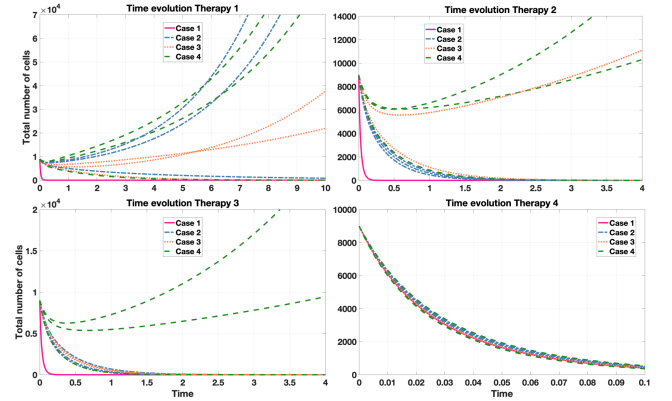 Time evolution Therapy 1
×10⁴
7
6
5
4
3
2
1
0
Total number of cells
Case 1
Case 2
Case 3
Case 4
0 1 2 3 4 5 6 7 8 9 10
Time evolution Therapy 2
14000
12000
10000
8000
6000
4000
2000
0
Case 1
Case 2
Case 3
Case 4
0 0.5 1 1.5 2 2.5 3 3.5 4
Time evolution Therapy 3
×10⁴
2
1.5
1
0.5
0
Total number of cells
Case 1
Case 2
Case 3
Case 4
0 0.5 1 1.5 2 2.5 3 3.5 4
Time
Time evolution Therapy 4
10000
8000
6000
4000
2000
0
Case 1
Case 2
Case 3
Case 4
0 0.01 0.02 0.03 0.04 0.05 0.06 0.07 0.08 0.09 0.1
Time